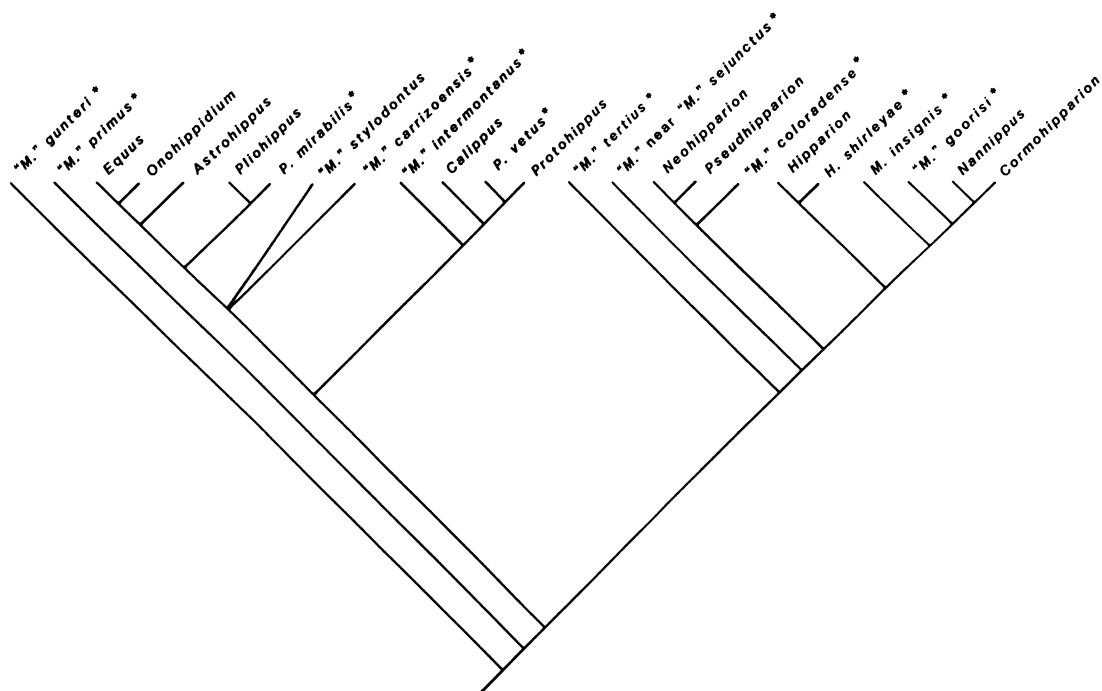 "M." gunteri*
"M." primus*
Equus
Onohippidium
Astrohippus
Pliohippus
P. mirabilis*
"M." stylodontus
"M." carrizoensis*
"M." intermontanus*
Calippus
P. vetus*
Protohippus
"M." tertius*
"M." near "M." sejunctus*
Neohipparion
Pseudhipparion
"M." coloradense*
Hipparion
H. shirleyae*
M. insignis*
"M." goorisi*
Nannippus
Cormohipparion